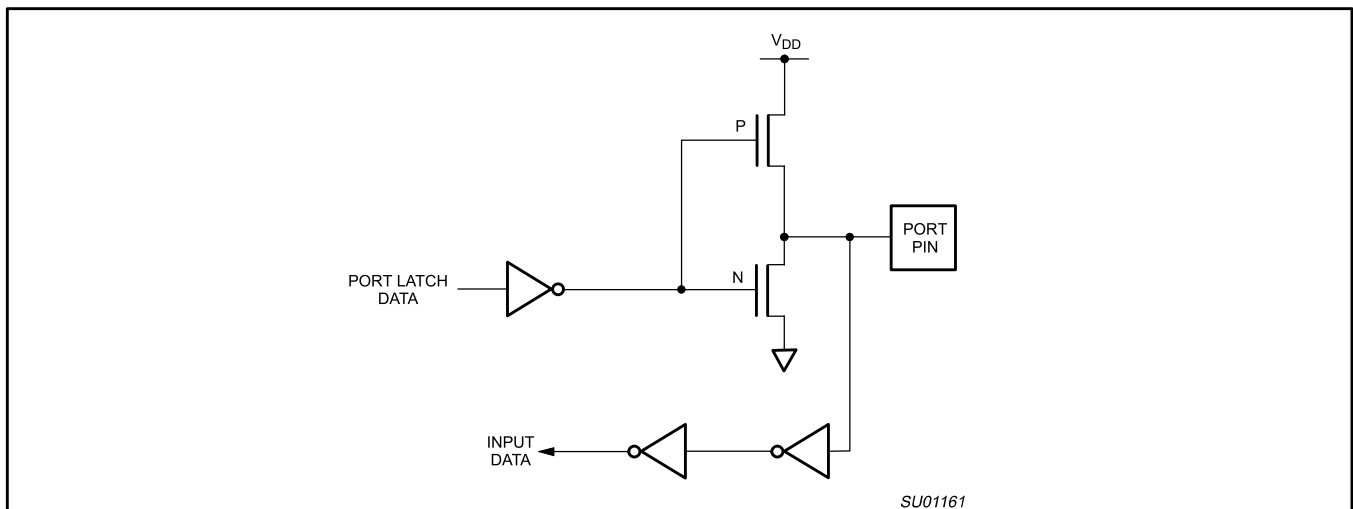 VDD
P
PORT
PIN
N
PORT LATCH
DATA
INPUT
DATA
SU01161